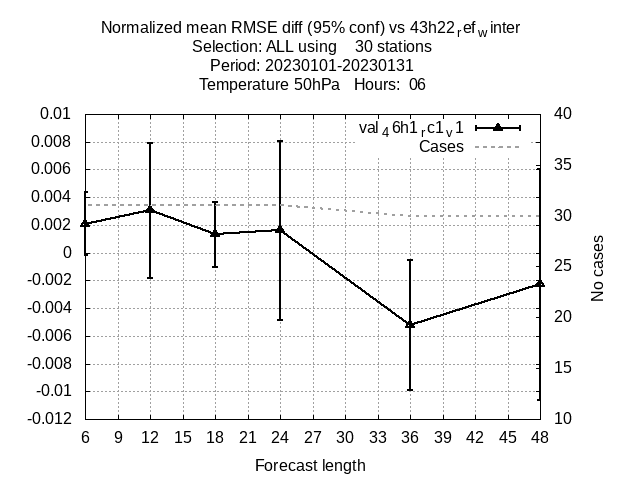 Normalized mean RMSE diff (95% conf) vs 43h22refwinter
Selection: ALL using 30 stations
Period: 20230101-20230131
Temperature 50hPa Hours: 06
val46h1rc1v1
Cases
0.01
0.008
0.006
0.004
0.002
0
-0.002
-0.004
-0.006
-0.008
-0.01
-0.012
40
35
30
25
20
15
10
No cases
6 9 12 15 18 21 24 27 30 33 36 39 42 45 48
Forecast length